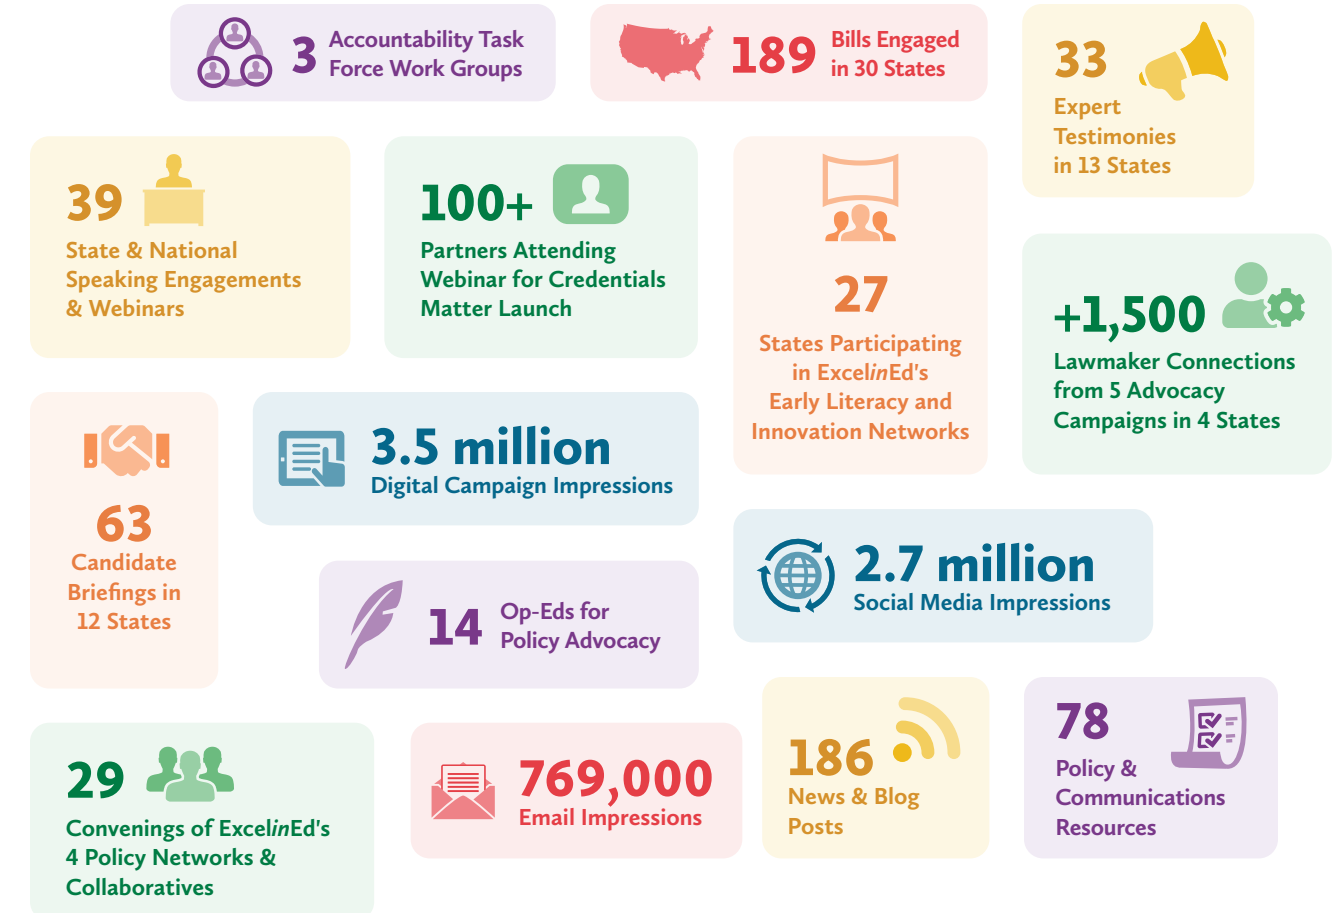 3
Accountability Task
Force Work Groups
189
Bills Engaged
in 30 States
33
Expert
Testimonies
in 13 States
39
State & National
Speaking Engagements
& Webinars
100+
Partners Attending
Webinar for Credentials
Matter Launch
27
States Participating
in ExcelinEd's
Early Literacy and
Innovation Networks
+1,500
Lawmaker Connections
from 5 Advocacy
Campaigns in 4 States
63
Candidate
Briefings in
12 States
3.5 million
Digital Campaign Impressions
2.7 million
Social Media Impressions
14
Op-Eds for
Policy Advocacy
29
Convenings of ExcelinEd's
4 Policy Networks &
Collaboratives
769,000
Email Impressions
186
News & Blog
Posts
78
Policy &
Communications
Resources